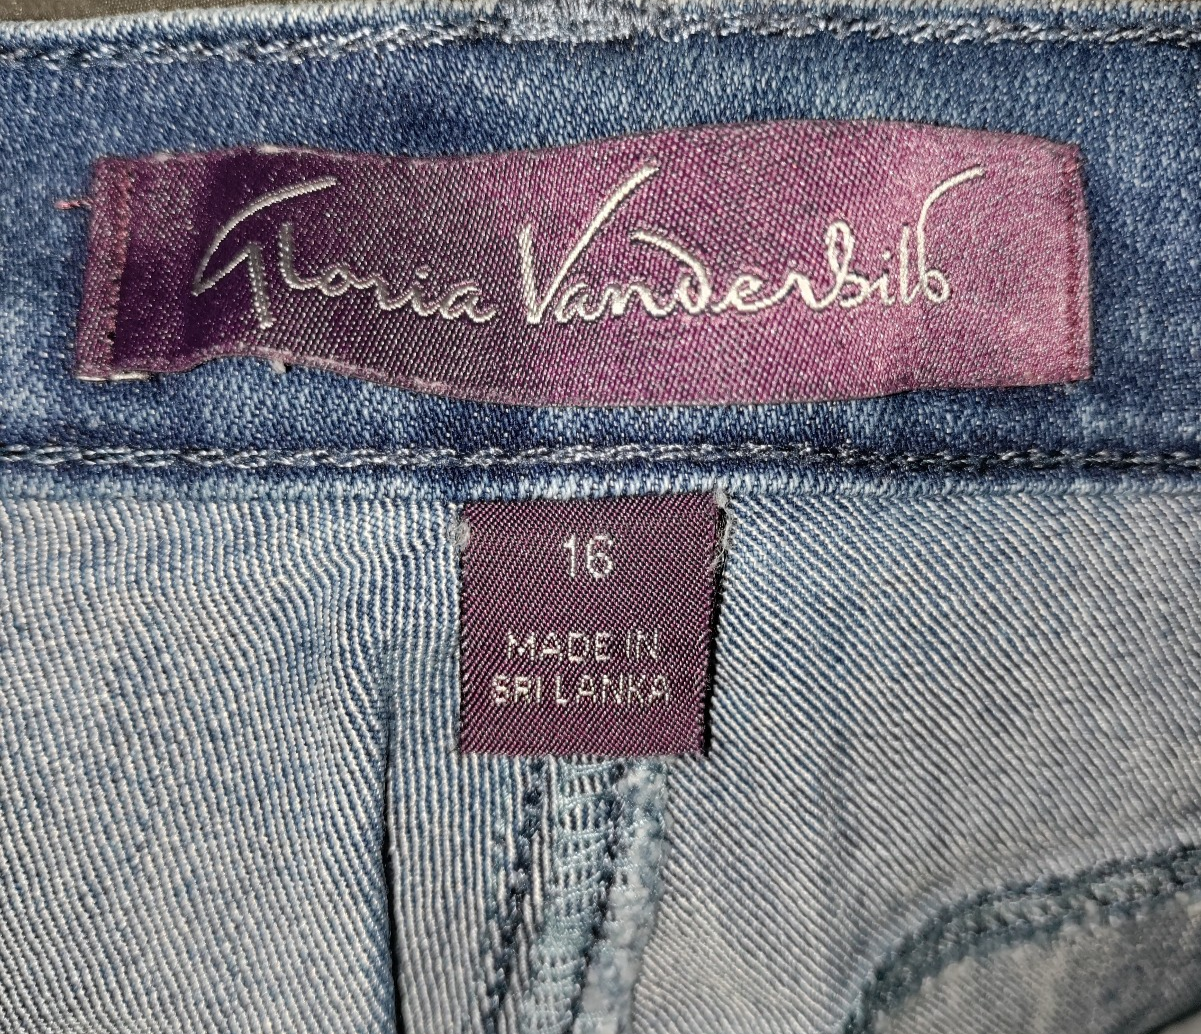 Gloria Vanderbilt
16
MADE IN
SRI LANKA